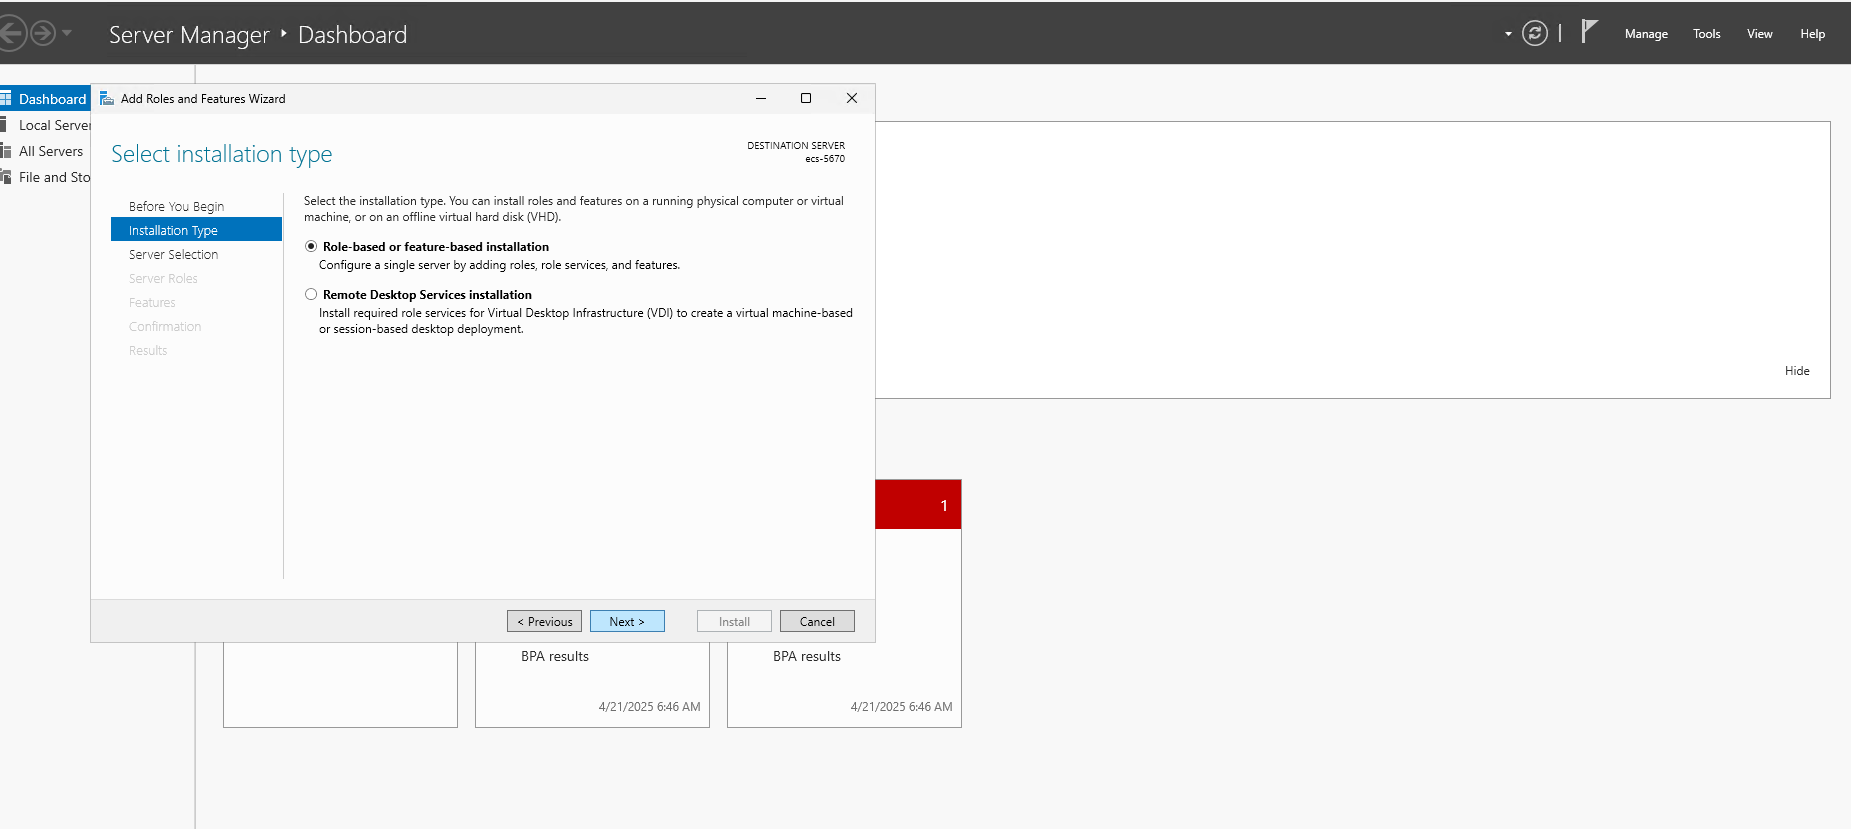 Server Manager ‣ Dashboard
Manage
Tools
View
Help
Dashboard
Local Server
All Servers
File and Sto
Add Roles and Features Wizard
Select installation type
DESTINATION SERVER
ecs-5670
Before You Begin
Installation Type
Server Selection
Server Roles
Features
Confirmation
Results
Select the installation type. You can install roles and features on a running physical computer or virtual
machine, or on an offline virtual hard disk (VHD).
Role-based or feature-based installation
Configure a single server by adding roles, role services, and features.
Remote Desktop Services installation
Install required role services for Virtual Desktop Infrastructure (VDI) to create a virtual machine-based
or session-based desktop deployment.
< Previous
Next >
Install
Cancel
Hide
1
BPA results
4/21/2025 6:46 AM
BPA results
4/21/2025 6:46 AM